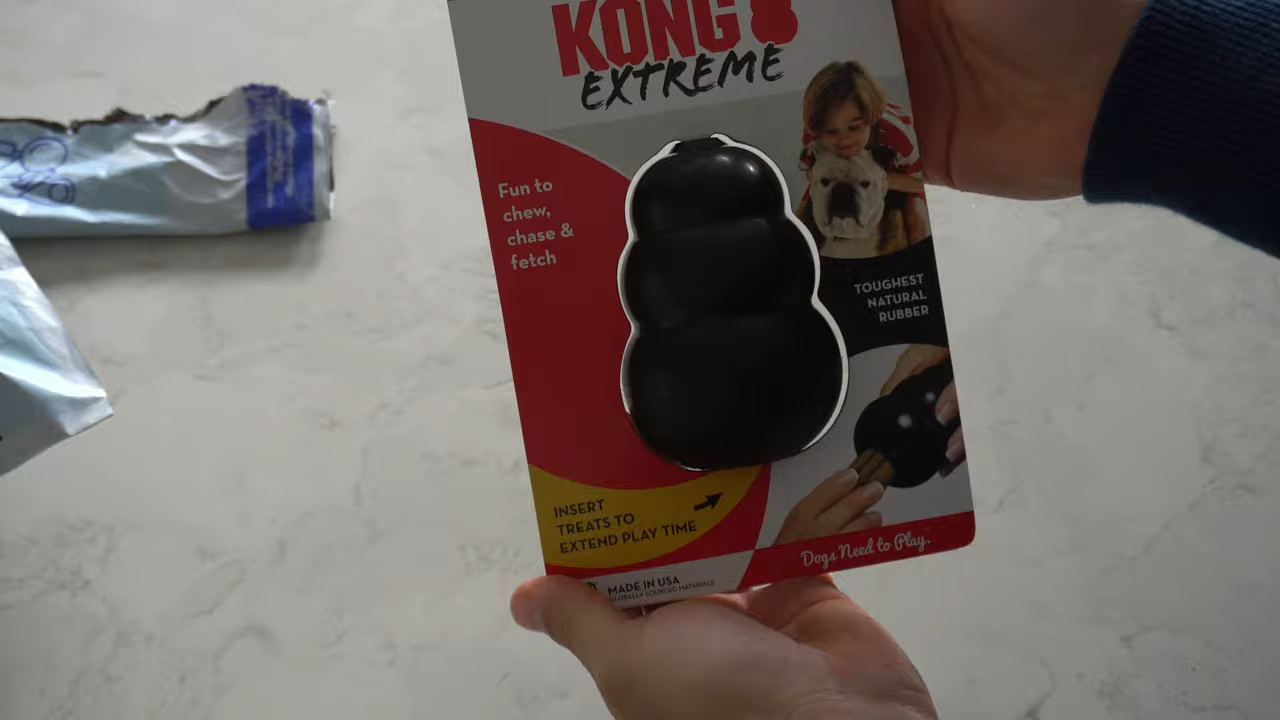 KONG
EXTREME
Fun to
chew,
chase &
fetch
TOUGHEST
NATURAL
RUBBER
INSERT
TREATS TO
EXTEND PLAY TIME
Dogs Need to Play.
MADE IN USA
GLOBALLY SOURCED MATERIALS